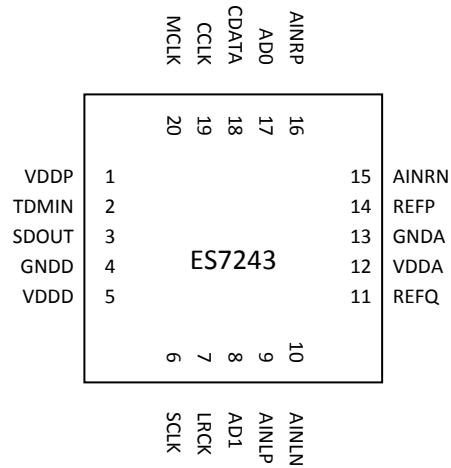 MCLK
CCLK
CDATA
AD0
AINRP
20
19
18
17
16
VDDP 1
TDMIN 2
SDOUT 3
GNDD 4
VDDD 5
ES7243
15 AINRN
14 REFP
13 GNDA
12 VDDA
11 REFQ
6
7
8
9
10
SCLK
LRCK
AD1
AINLP
AINLN